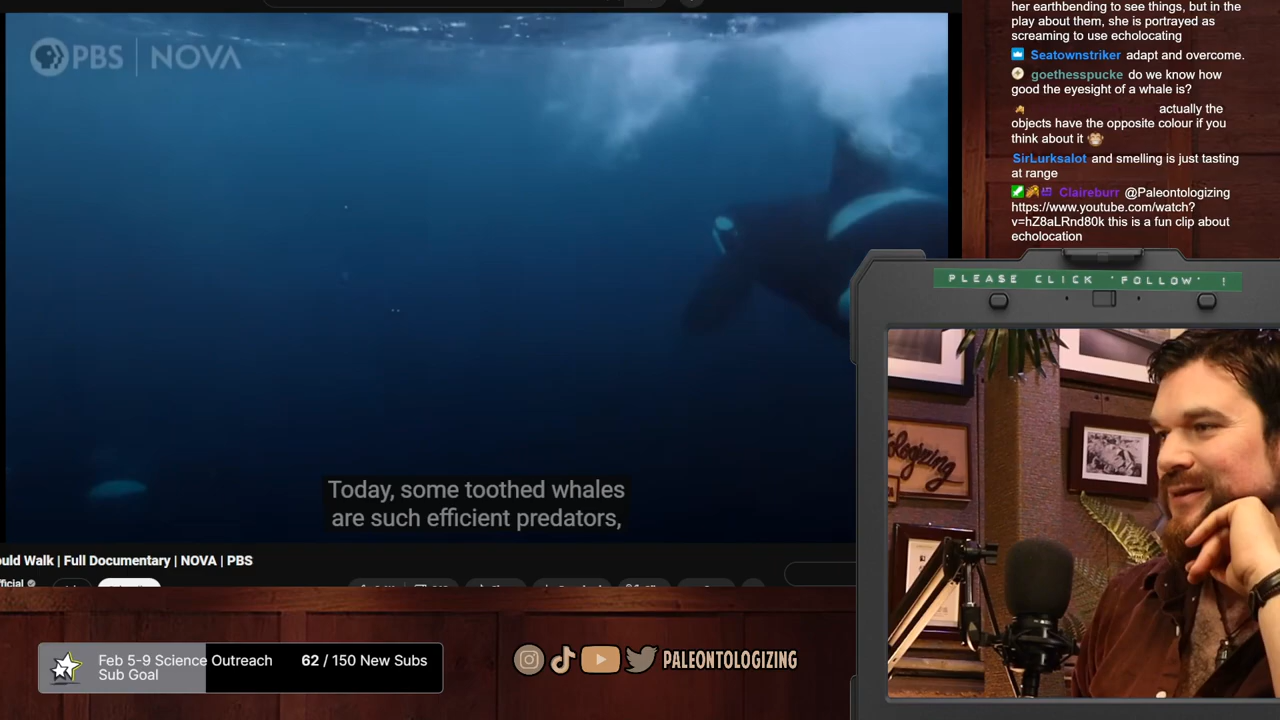 PBS NOVA
Today, some toothed whales
are such efficient predators,
ould Walk | Full Documentary | NOVA | PBS
her earthbending to see things, but in the
play about them, she is portrayed as
screaming to use echolocating
Seatownstriker adapt and overcome.
goethesspucke do we know how
good the eyesight of a whale is?
actually the
objects have the opposite colour if you
think about it
SirLurksalot and smelling is just tasting
at range
Claireburr @Paleontologizing
https://www.youtube.com/watch?
v=hZ8aLRnd80k this is a fun clip about
echolocation
PLEASE CLICK "FOLLOW" !
ologizing
Feb 5-9 Science Outreach
Sub Goal
62 / 150 New Subs
PALEONTOLOGIZING